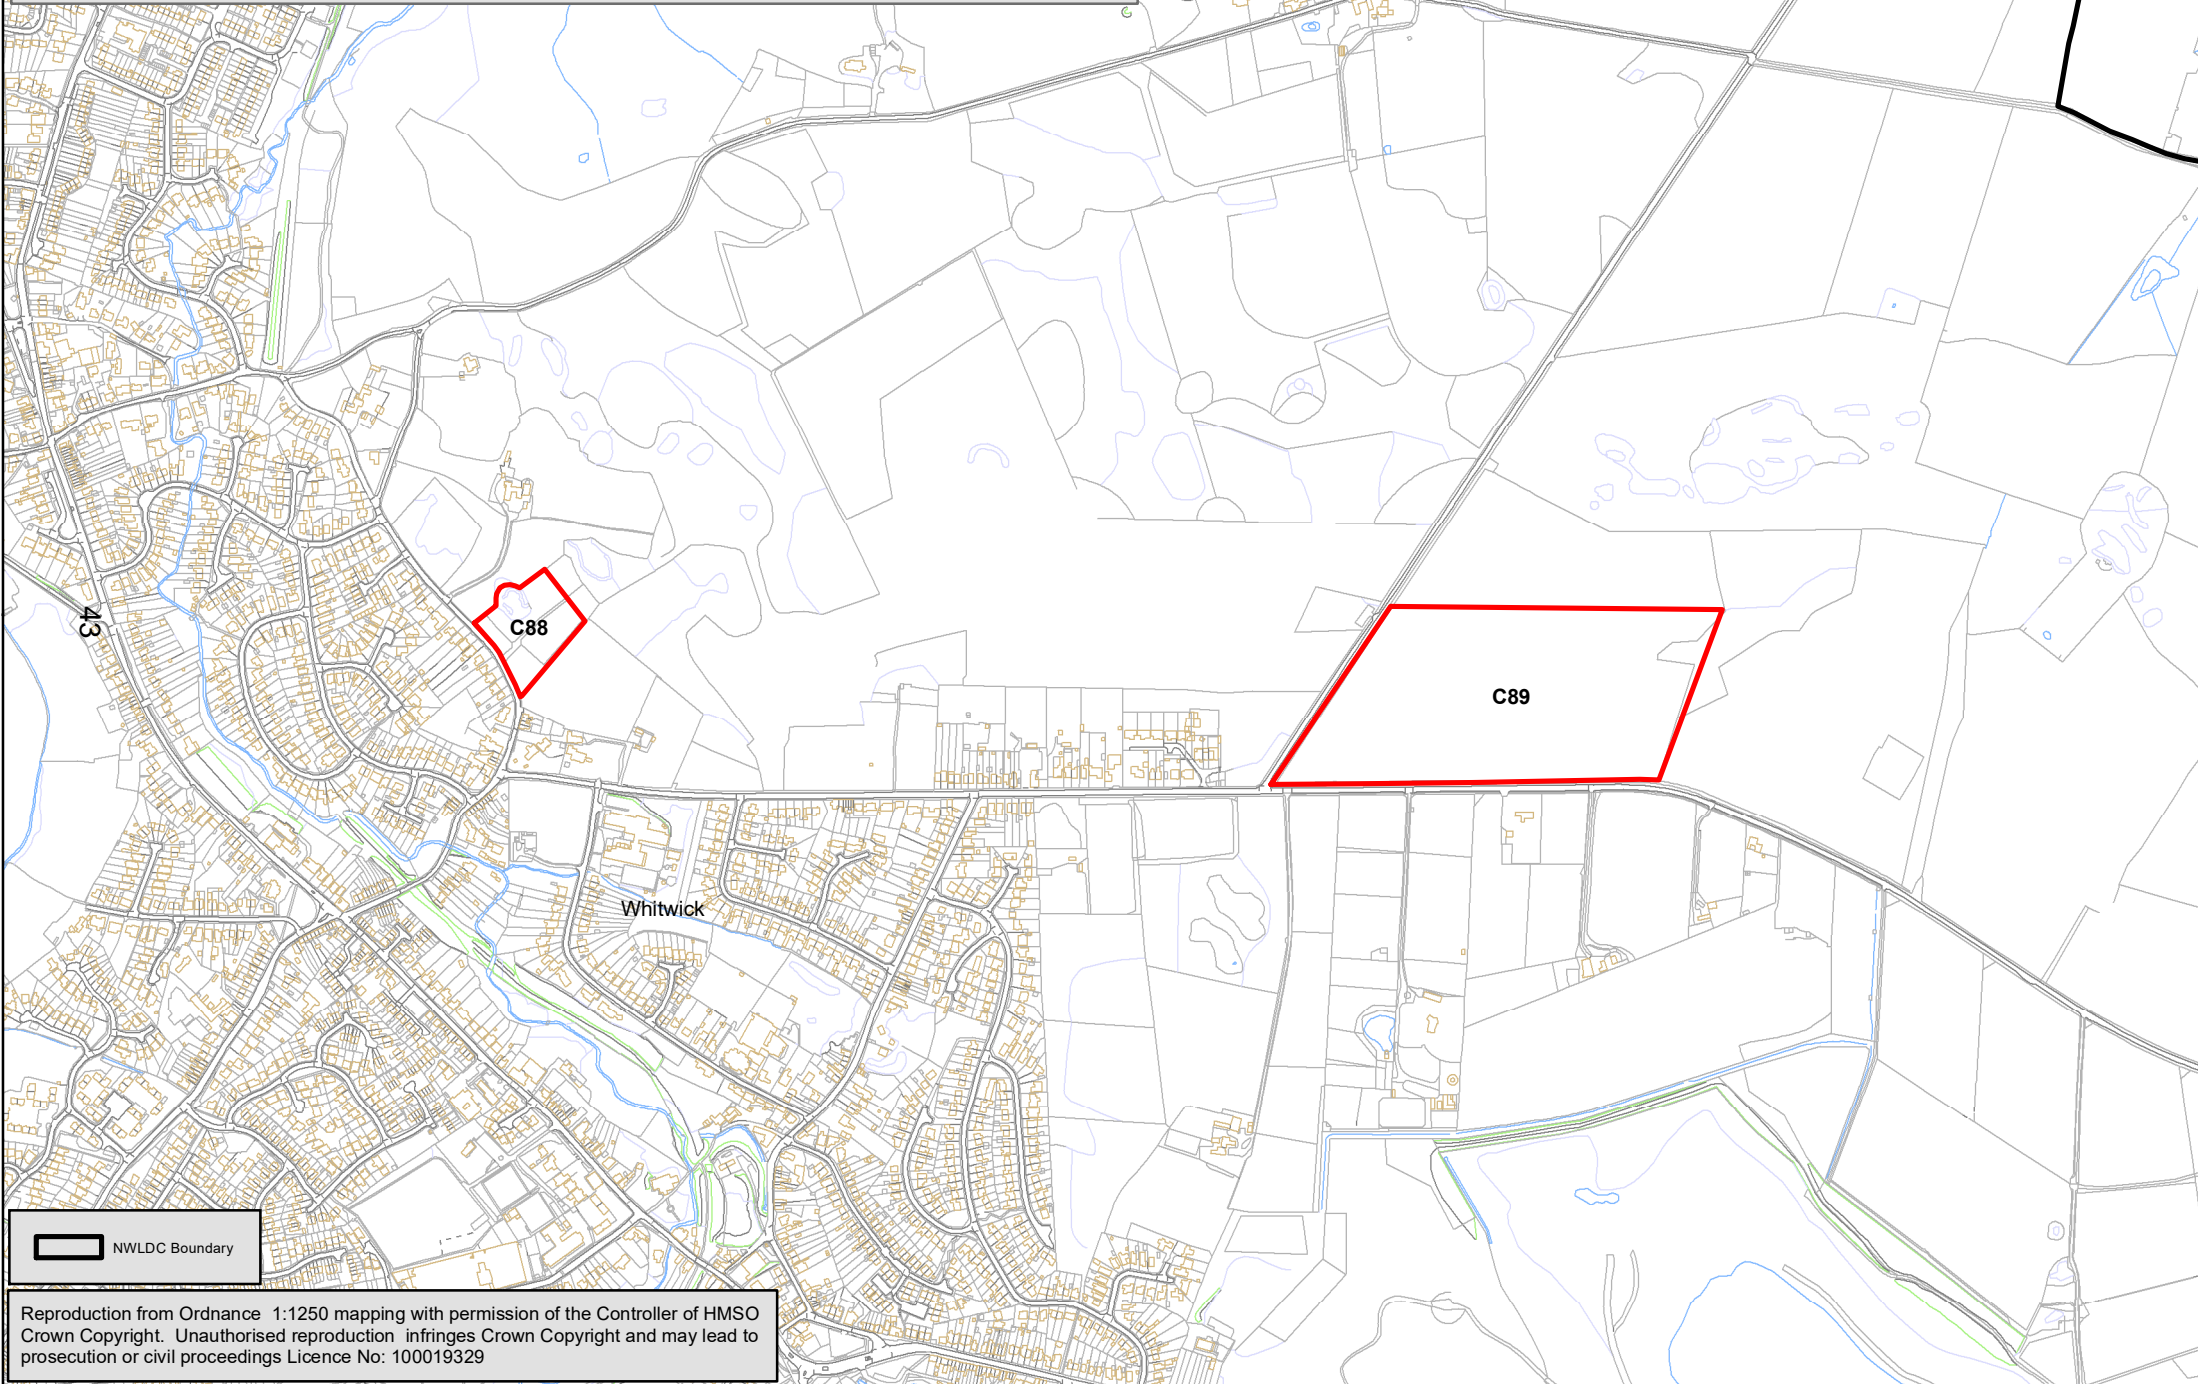 C88
43
C89
Whitwick
NWLDC Boundary
Reproduction from Ordnance 1:1250 mapping with permission of the Controller of HMSO
Crown Copyright. Unauthorised reproduction infringes Crown Copyright and may lead to
prosecution or civil proceedings Licence No: 100019329